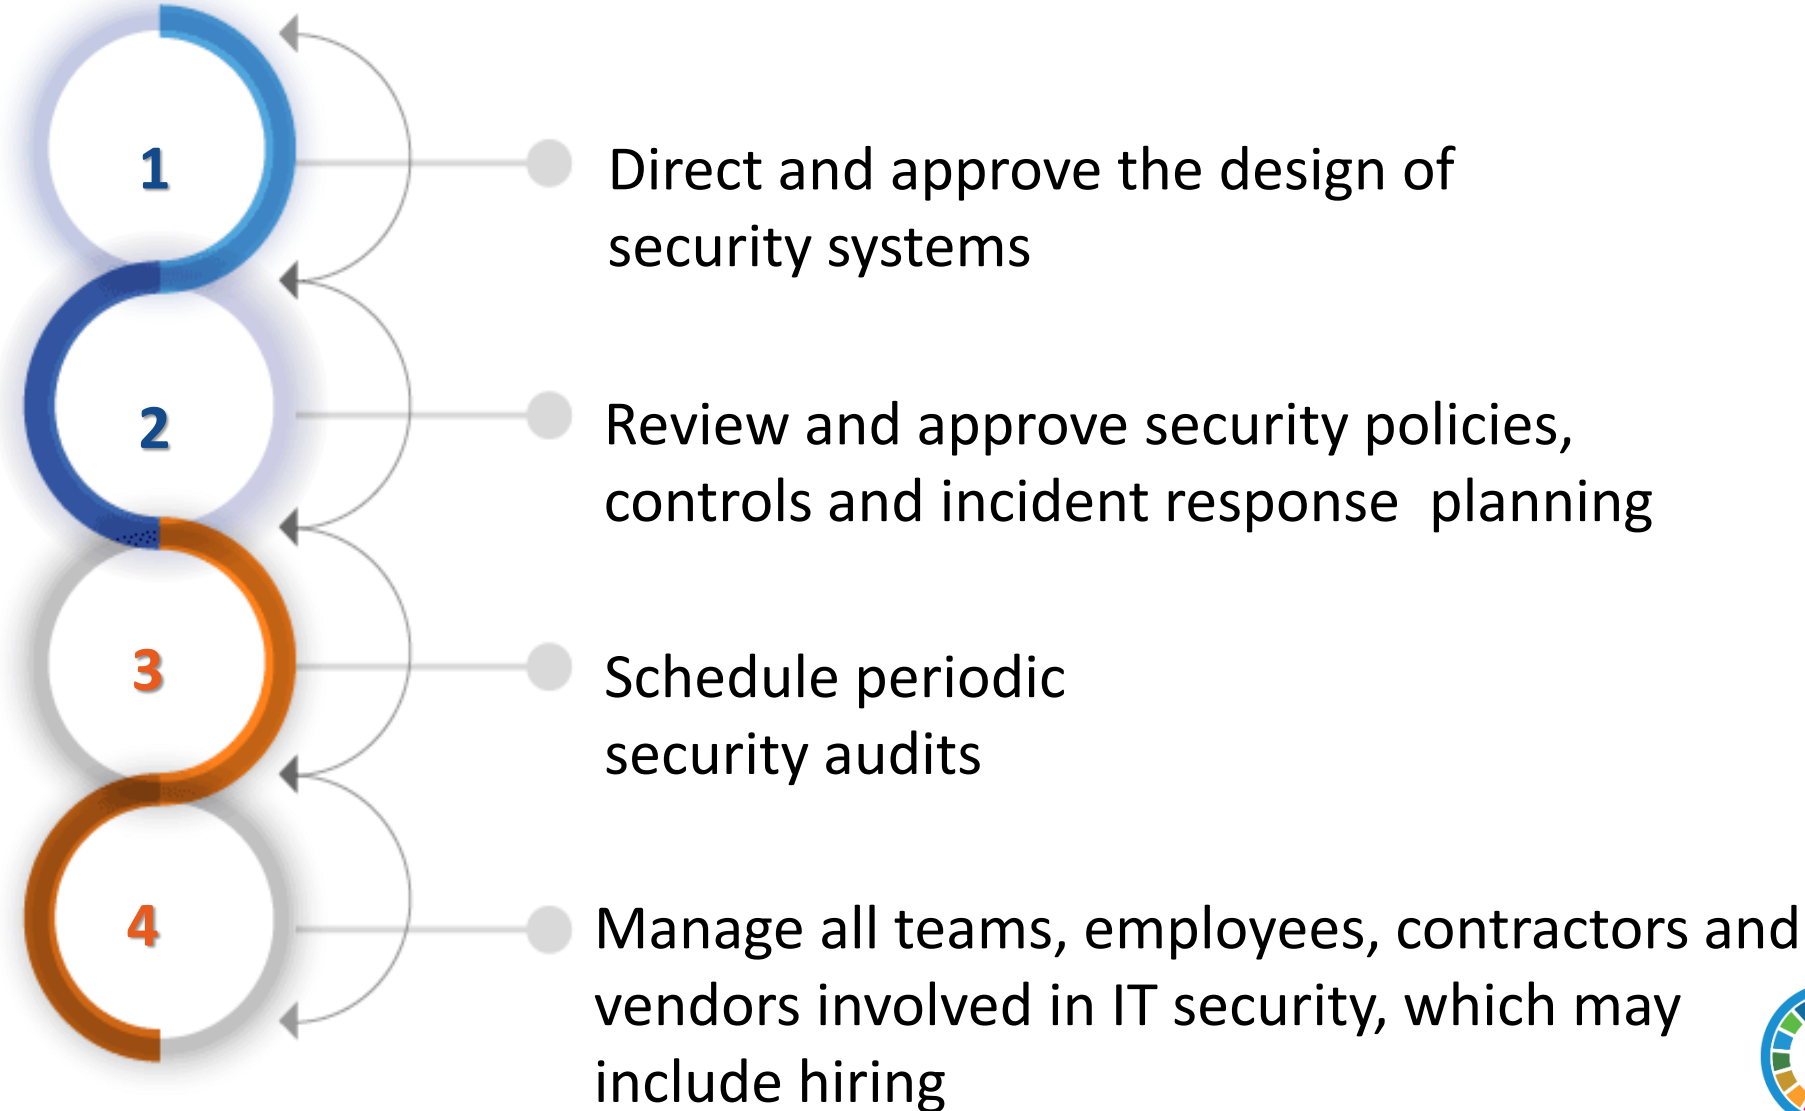 1
Direct and approve the design of
security systems
2
Review and approve security policies,
controls and incident response  planning
3
Schedule periodic
security audits
4
Manage all teams, employees, contractors and
vendors involved in IT security, which may
include hiring